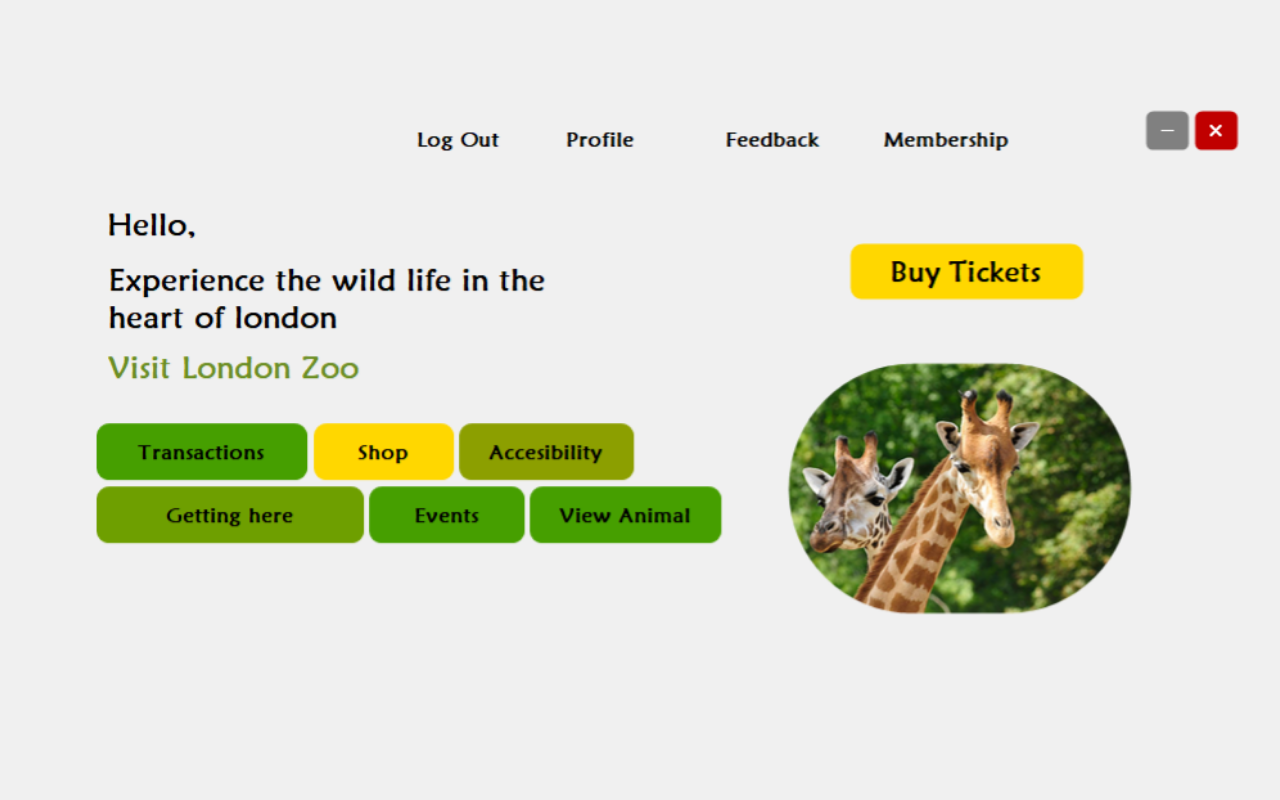 Log Out Profile Feedback Membership
Hello,
Experience the wild life in the
heart of london
Visit London Zoo
Buy Tickets
Transactions Shop Accesibility
Getting here Events View Animal